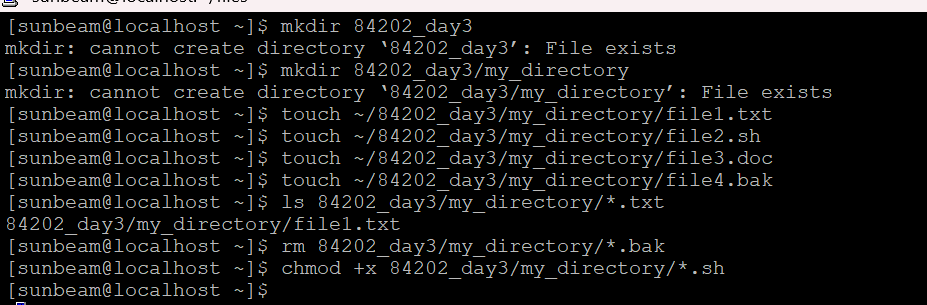 [sunbeam@localhost ~]$ mkdir 84202_day3
mkdir: cannot create directory ‘84202_day3’: File exists
[sunbeam@localhost ~]$ mkdir 84202_day3/my_directory
mkdir: cannot create directory ‘84202_day3/my_directory’: File exists
[sunbeam@localhost ~]$ touch ~/84202_day3/my_directory/file1.txt
[sunbeam@localhost ~]$ touch ~/84202_day3/my_directory/file2.sh
[sunbeam@localhost ~]$ touch ~/84202_day3/my_directory/file3.doc
[sunbeam@localhost ~]$ touch ~/84202_day3/my_directory/file4.bak
[sunbeam@localhost ~]$ ls 84202_day3/my_directory/*.txt
84202_day3/my_directory/file1.txt
[sunbeam@localhost ~]$ rm 84202_day3/my_directory/*.bak
[sunbeam@localhost ~]$ chmod +x 84202_day3/my_directory/*.sh
[sunbeam@localhost ~]$